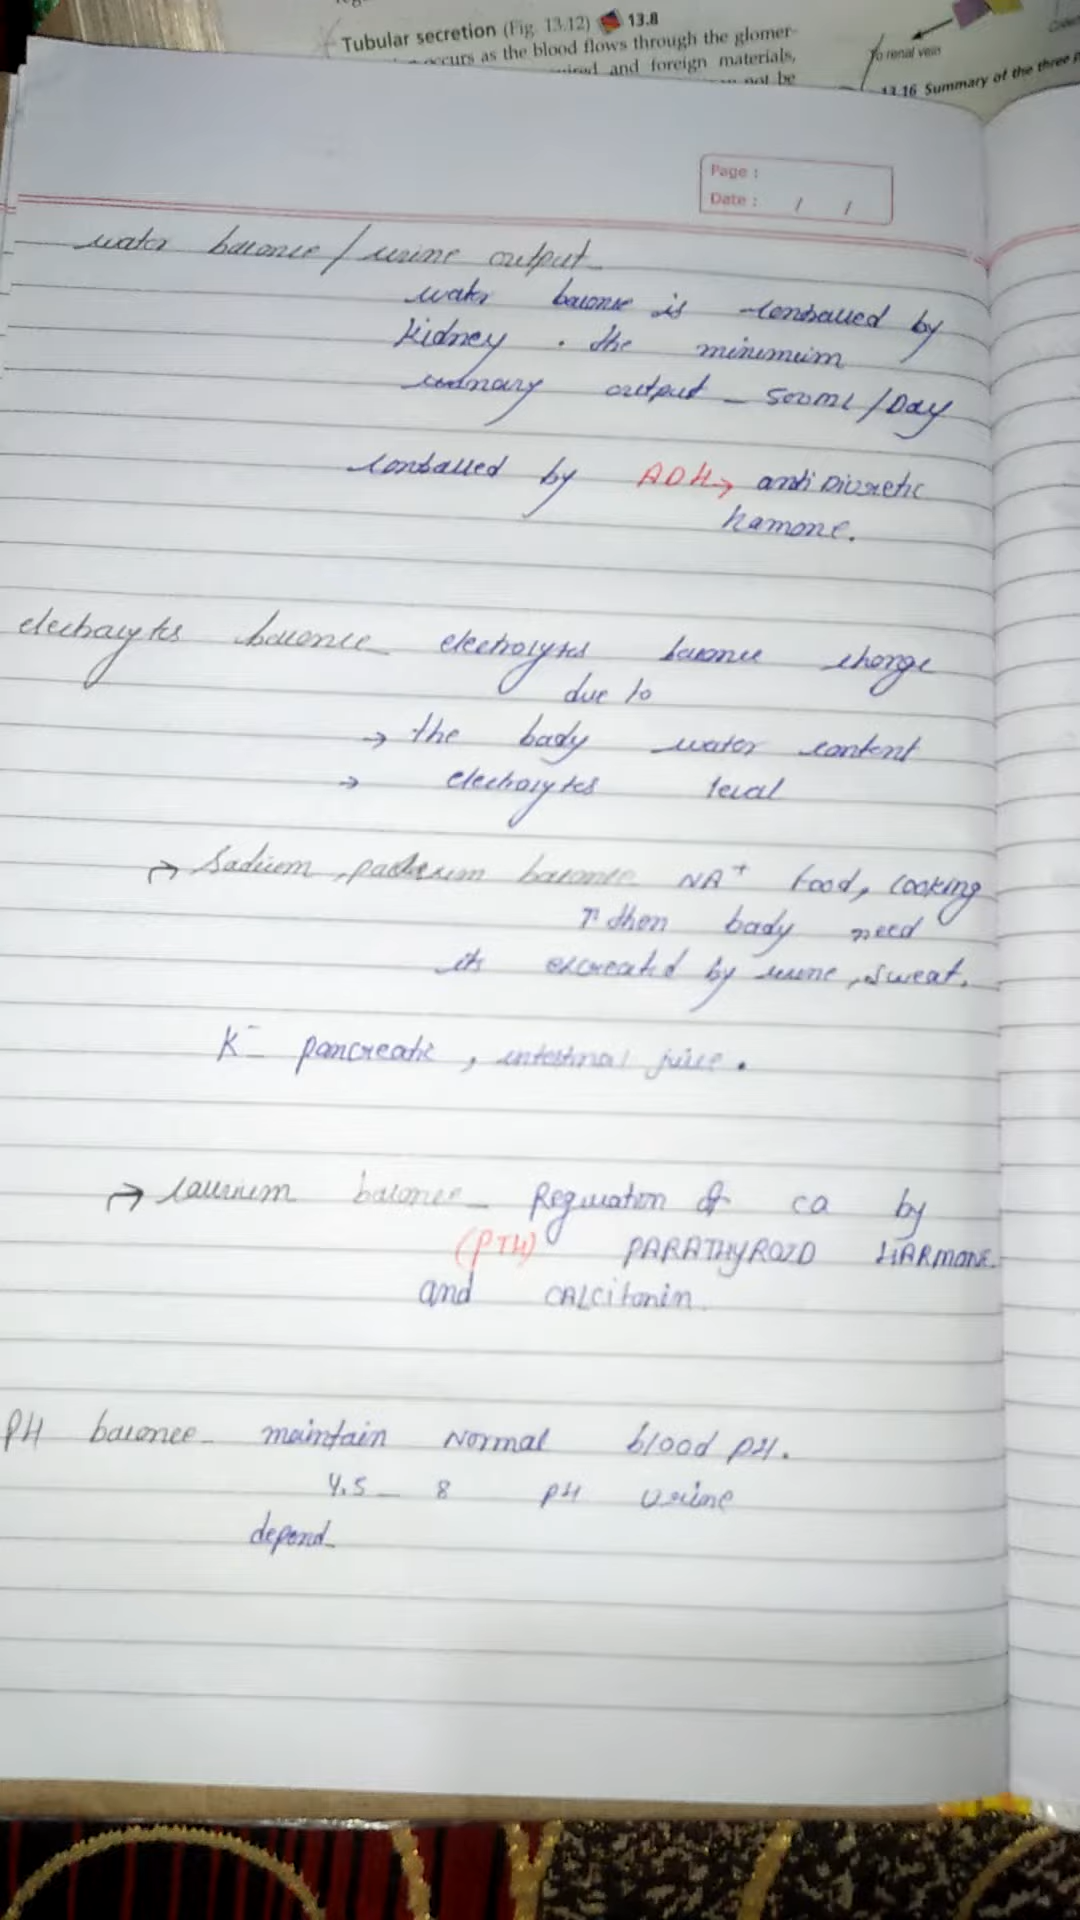 Tubular secretion (Fig. 13.12) 13.8
occurs as the blood flows through the glomer-
and foreign materials,
not be
To renal vein
13.16 Summary of the three
Page :
Date : / /
water balance / urine output
water balance is controlled by
kidney . the minimum
urinary output - 500ml / Day
controlled by ADH → anti Diuretic
hamone.
electrolytes balance electrolytes balance change
due to
→ the body water content
→ electrolytes leval
→ Sodium , potassium balance NA+ food, cooking
↑ then body need
its excreated by urine , sweat.
K- pancreatic , intestinal juice .
→ calcium balance - Regulation of ca by
(PTH) PARATHYROID HARMONE.
and CALCitonin
PH balance - maintain Normal blood pH.
4.5 - 8 pH urine
depend